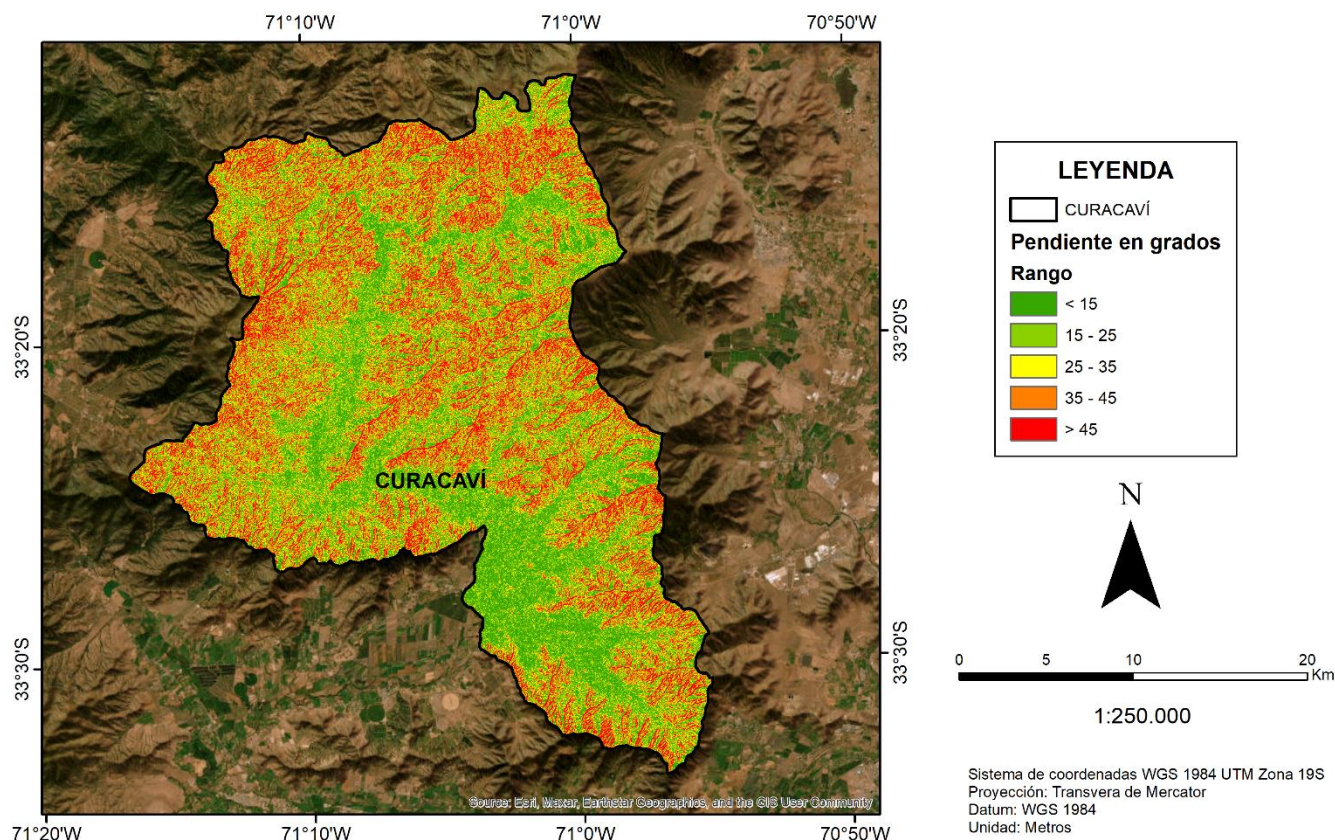 71°10'W 71°0'W 70°50'W
33°20'S
33°20'S
33°30'S
33°30'S
CURACAVÍ
Source: Esri, Maxar, Earthstar Geographics, and the GIS User Community
71°20'W 71°10'W 71°0'W 70°50'W
LEYENDA
CURACAVÍ
Pendiente en grados
Rango
< 15
15 - 25
25 - 35
35 - 45
> 45
N
0 5 10 20
Km
1:250.000
Sistema de coordenadas WGS 1984 UTM Zona 19S
Proyección: Transvera de Mercator
Datum: WGS 1984
Unidad: Metros